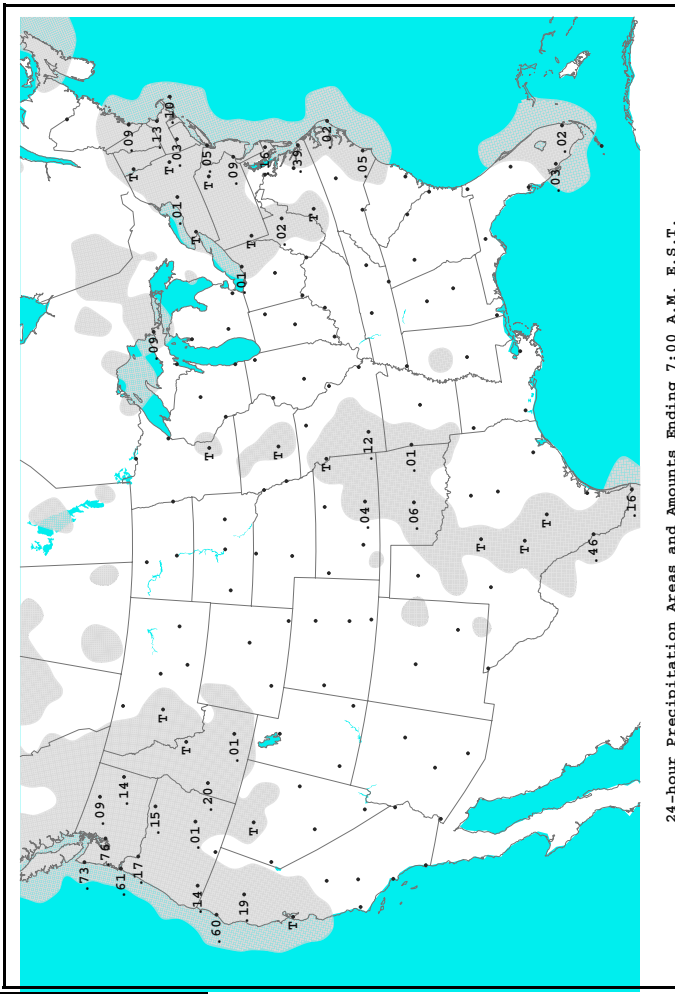 .73
.09
.76
.61
.14
T
.09
.17
.15
.09
.13
T
T
.10
.03
.01
T
.01
T
.14
.20
T
T
.05
.60
.09
.01
.01
.19
T
T
.16
T
.02
T
.39
T
T
.02
.04
.12
.05
.06
.01
T
T
T
.03
.02
.46
.16
24-hour Precipitation Areas and Amounts Ending 7:00 A.M. E.S.T.